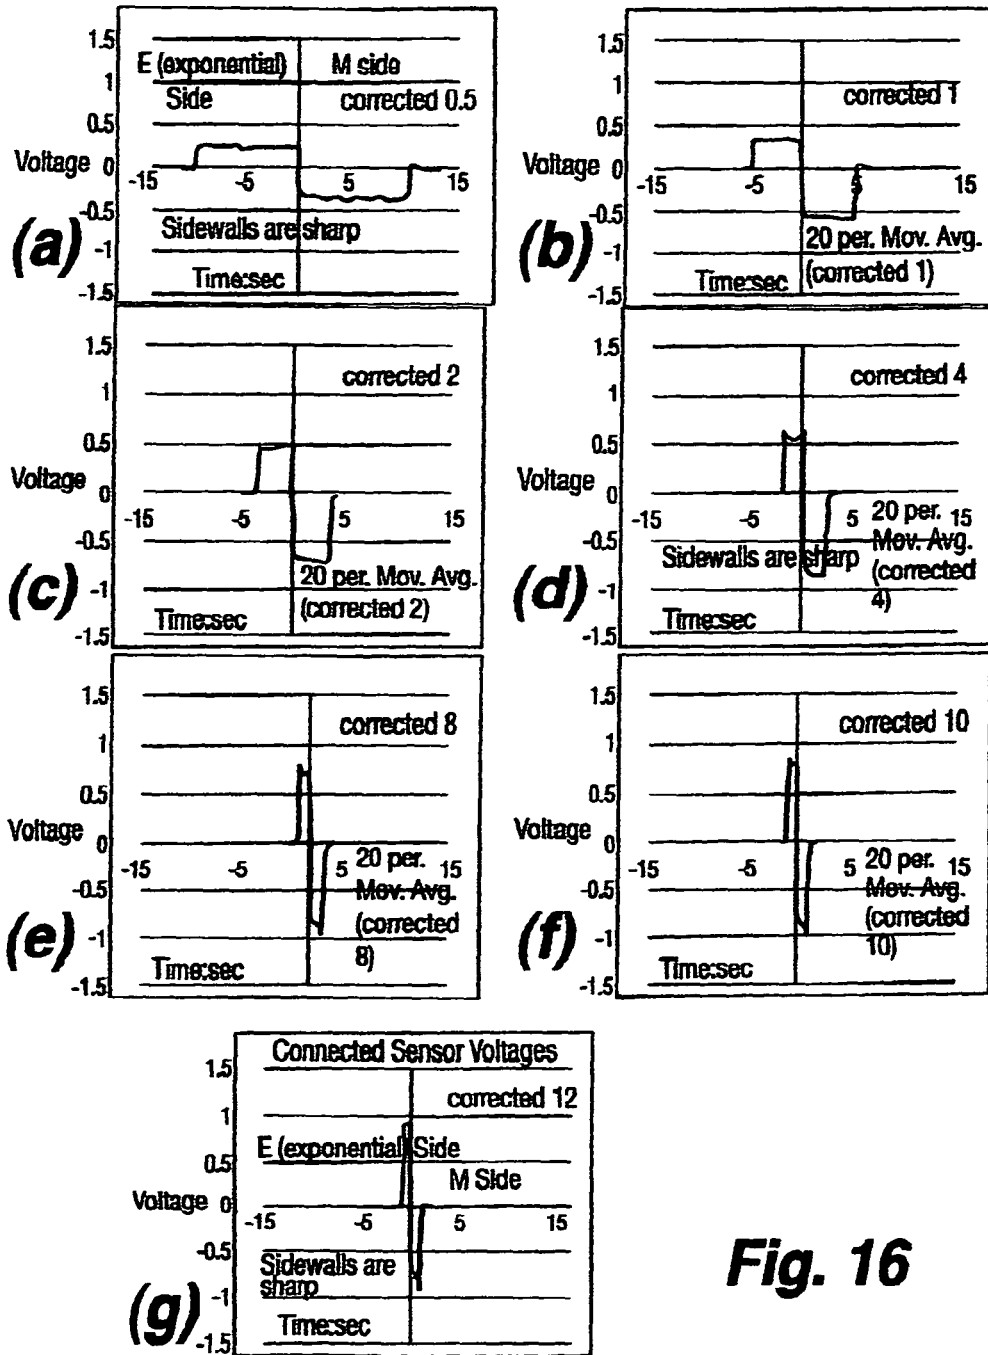 1.5
E (exponential) M side
1
Side corrected 0.5
0.5
Voltage 0
-15 -5 5 15
-0.5
Sidewalls are sharp
(a)
-1
Time:sec
-1.5
1.5
1
corrected 1
0.5
Voltage 0
-15 -5 5 15
-0.5
20 per. Mov. Avg.
(b)
-1
Time:sec (corrected 1)
-1.5
1.5
corrected 2
1
0.5
Voltage 0
-5 5 15
-15
-0.5
20 per. Mov. Avg.
(c)
-1
(corrected 2)
Time:sec
-1.5
1.5
corrected 4
1
0.5
Voltage 0
-15 -5 5 15
20 per.
-0.5
Mov. Avg.
Sidewalls are sharp
(corrected
(d)
-1
4)
Time:sec
-1.5
1.5
corrected 8
1
0.5
Voltage 0
-15 -5 5 15
20 per.
-0.5
Mov. Avg.
(corrected
(e)
-1
8)
Time:sec
-1.5
1.5
corrected 10
1
0.5
Voltage 0
-15 -5 5 15
20 per.
-0.5
Mov. Avg.
(corrected
(f)
-1
10)
Time:sec
-1.5
Connected Sensor Voltages
1.5
corrected 12
1
E (exponential) Side
0.5
M Side
Voltage 0
-15 -5 5 15
-0.5
Sidewalls are
sharp
-1
(g)
Time:sec
-1.5
Fig. 16